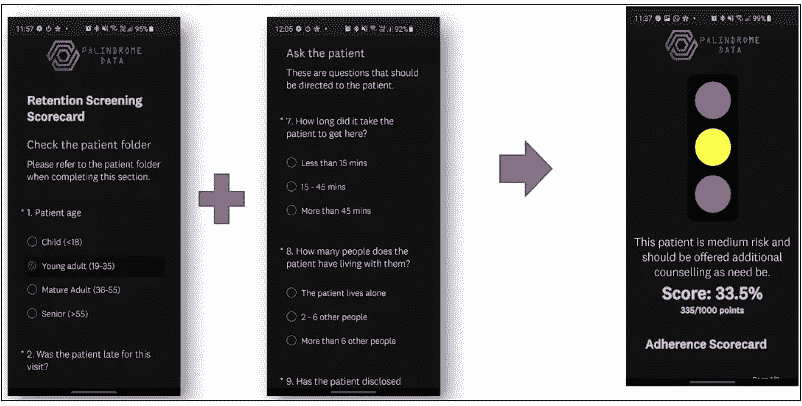 11:57
95%
PALINDROME
DATA
Retention Screening
Scorecard
Check the patient folder
Please refer to the patient folder
when completing this section.
* 1. Patient age
Child (<18)
Young adult (19-35)
Mature Adult (36-55)
Senior (>55)
* 2. Was the patient late for this
visit?
12:05
92%
Ask the patient
These are questions that should
be directed to the patient.
* 7. How long did it take the
patient to get here?
Less than 15 mins
15 - 45 mins
More than 45 mins
* 8. How many people does the
patient have living with them?
The patient lives alone
2 - 6 other people
More than 6 other people
* 9. Has the patient disclosed
11:37
99%
PALINDROME
DATA
This patient is medium risk and
should be offered additional
counselling as need be.
Score: 33.5%
335/1000 points
Adherence Scorecard